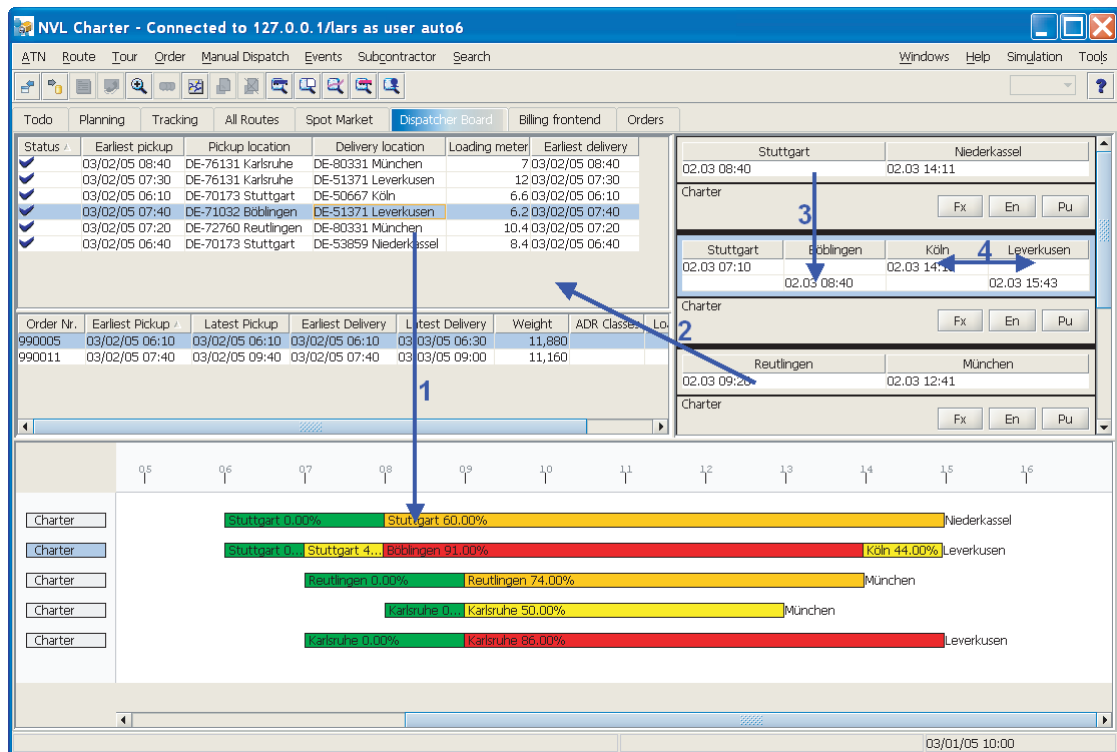 NVL Charter - Connected to 127.0.0.1/lars as user auto6
ATN Route Tour Order Manual Dispatch Events Subcontractor Search Windows Help Simulation Tools
?
Todo Planning Tracking All Routes Spot Market Dispatcher Board Billing frontend Orders
Status Earliest pickup Pickup location Delivery location Loading meter Earliest delivery
03/02/05 08:40 DE-76131 Karlsruhe DE-80331 München 7 03/02/05 08:40
03/02/05 07:30 DE-76131 Karlsruhe DE-51371 Leverkusen 12 03/02/05 07:30
03/02/05 06:10 DE-70173 Stuttgart DE-50667 Köln 6.6 03/02/05 06:10
03/02/05 07:40 DE-71032 Böblingen DE-51371 Leverkusen 6.2 03/02/05 07:40
03/02/05 07:20 DE-72760 Reutlingen DE-80331 München 10.4 03/02/05 07:20
03/02/05 06:40 DE-70173 Stuttgart DE-53859 Niederkassel 8.4 03/02/05 06:40
Order Nr. Earliest Pickup Latest Pickup Earliest Delivery Latest Delivery Weight ADR Classes
990005 03/02/05 06:10 03/02/05 06:10 03/02/05 06:10 03/03/05 06:30 11,880
990011 03/02/05 07:40 03/02/05 09:40 03/02/05 07:40 03/03/05 09:00 11,160
1
2
Stuttgart Niederkassel
02.03 08:40 02.03 14:11
Charter
Fx En Pu
3
Stuttgart Böblingen Köln Leverkusen
4
02.03 07:10 02.03
02.03 08:40 02.03 15:43
Charter
Fx En Pu
Reutlingen München
02.03 02.03 12:41
Charter
Fx En Pu
05 06 07 08 09 10 11 12 13 14 15 16
Charter Stuttgart 0.00% Stuttgart 60.00% Niederkassel
Charter Stuttgart 0... Stuttgart 4... Böblingen 91.00% Köln 44.00% Leverkusen
Charter Reutlingen 0.00% Reutlingen 74.00% München
Charter Karlsruhe 0... Karlsruhe 50.00% München
Charter Karlsruhe 0.00% Karlsruhe 86.00% Leverkusen
03/01/05 10:00